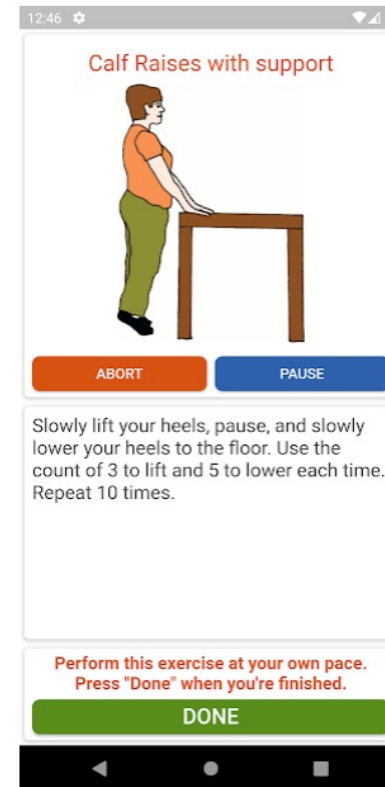 12:46
Calf Raises with support
ABORT
PAUSE
Slowly lift your heels, pause, and slowly
lower your heels to the floor. Use the
count of 3 to lift and 5 to lower each time.
Repeat 10 times.
Perform this exercise at your own pace.
Press "Done" when you're finished.
DONE